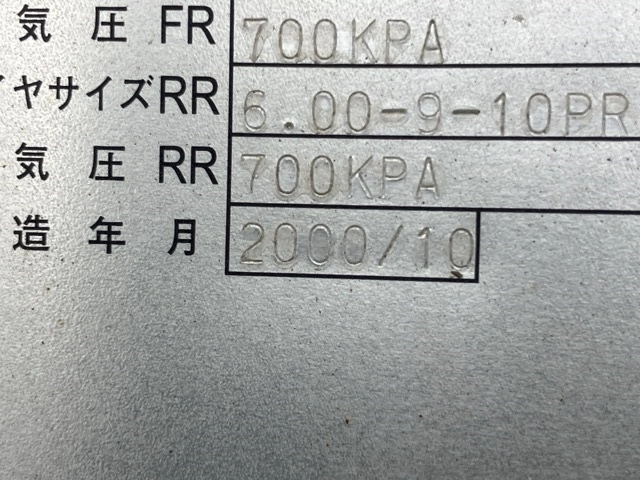 気圧 FR 700KPA
ヤサイズRR 6.00-9-10PR
気圧 RR 700KPA
造年月 2000/10